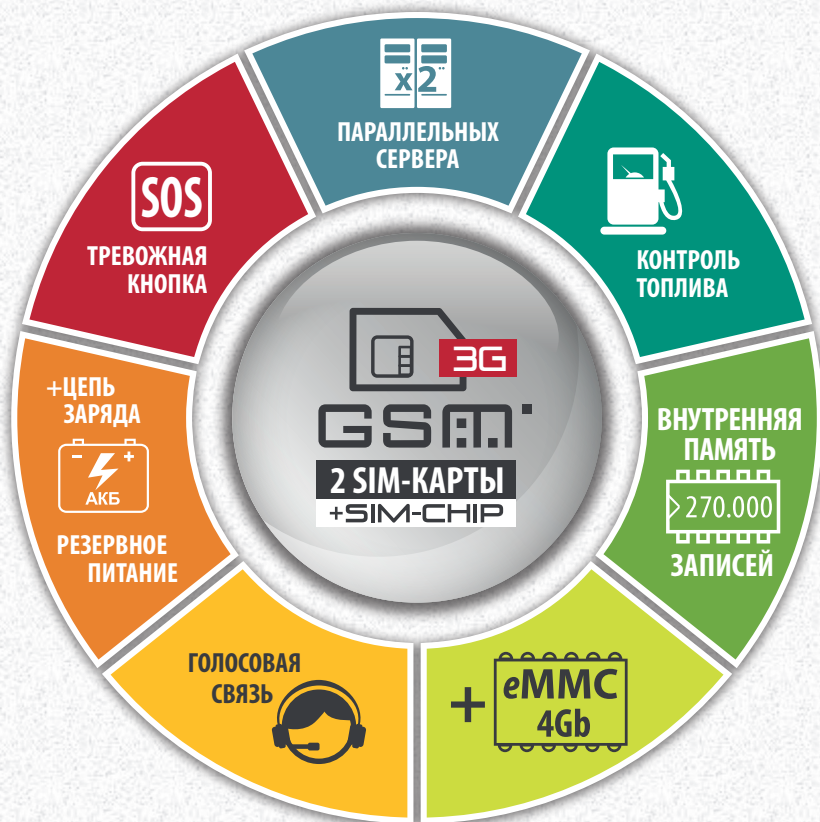 x2
ПАРАЛЛЕЛЬНЫХ
СЕРВЕРА
КОНТРОЛЬ
ТОПЛИВА
ВНУТРЕННЯЯ
ПАМЯТЬ
>270.000
ЗАПИСЕЙ
+ eMMC
4Gb
ГОЛОСОВАЯ
СВЯЗЬ
+ЦЕПЬ
ЗАРЯДА
- +
АКБ
РЕЗЕРВНОЕ
ПИТАНИЕ
SOS
ТРЕВОЖНАЯ
КНОПКА
3G
GSM
2 SIM-КАРТЫ
+SIM-CHIP